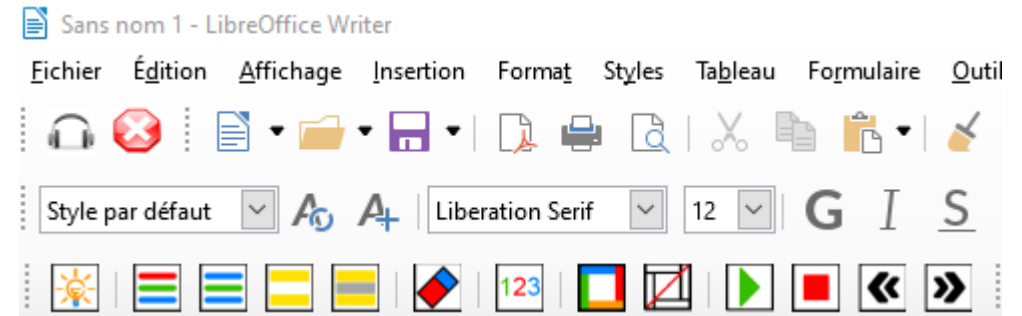 Sans nom 1 - LibreOffice Writer
Fichier Édition Affichage Insertion Format Styles Tableau Formulaire Outil
Style par défaut Liberation Serif 12 G I S
123